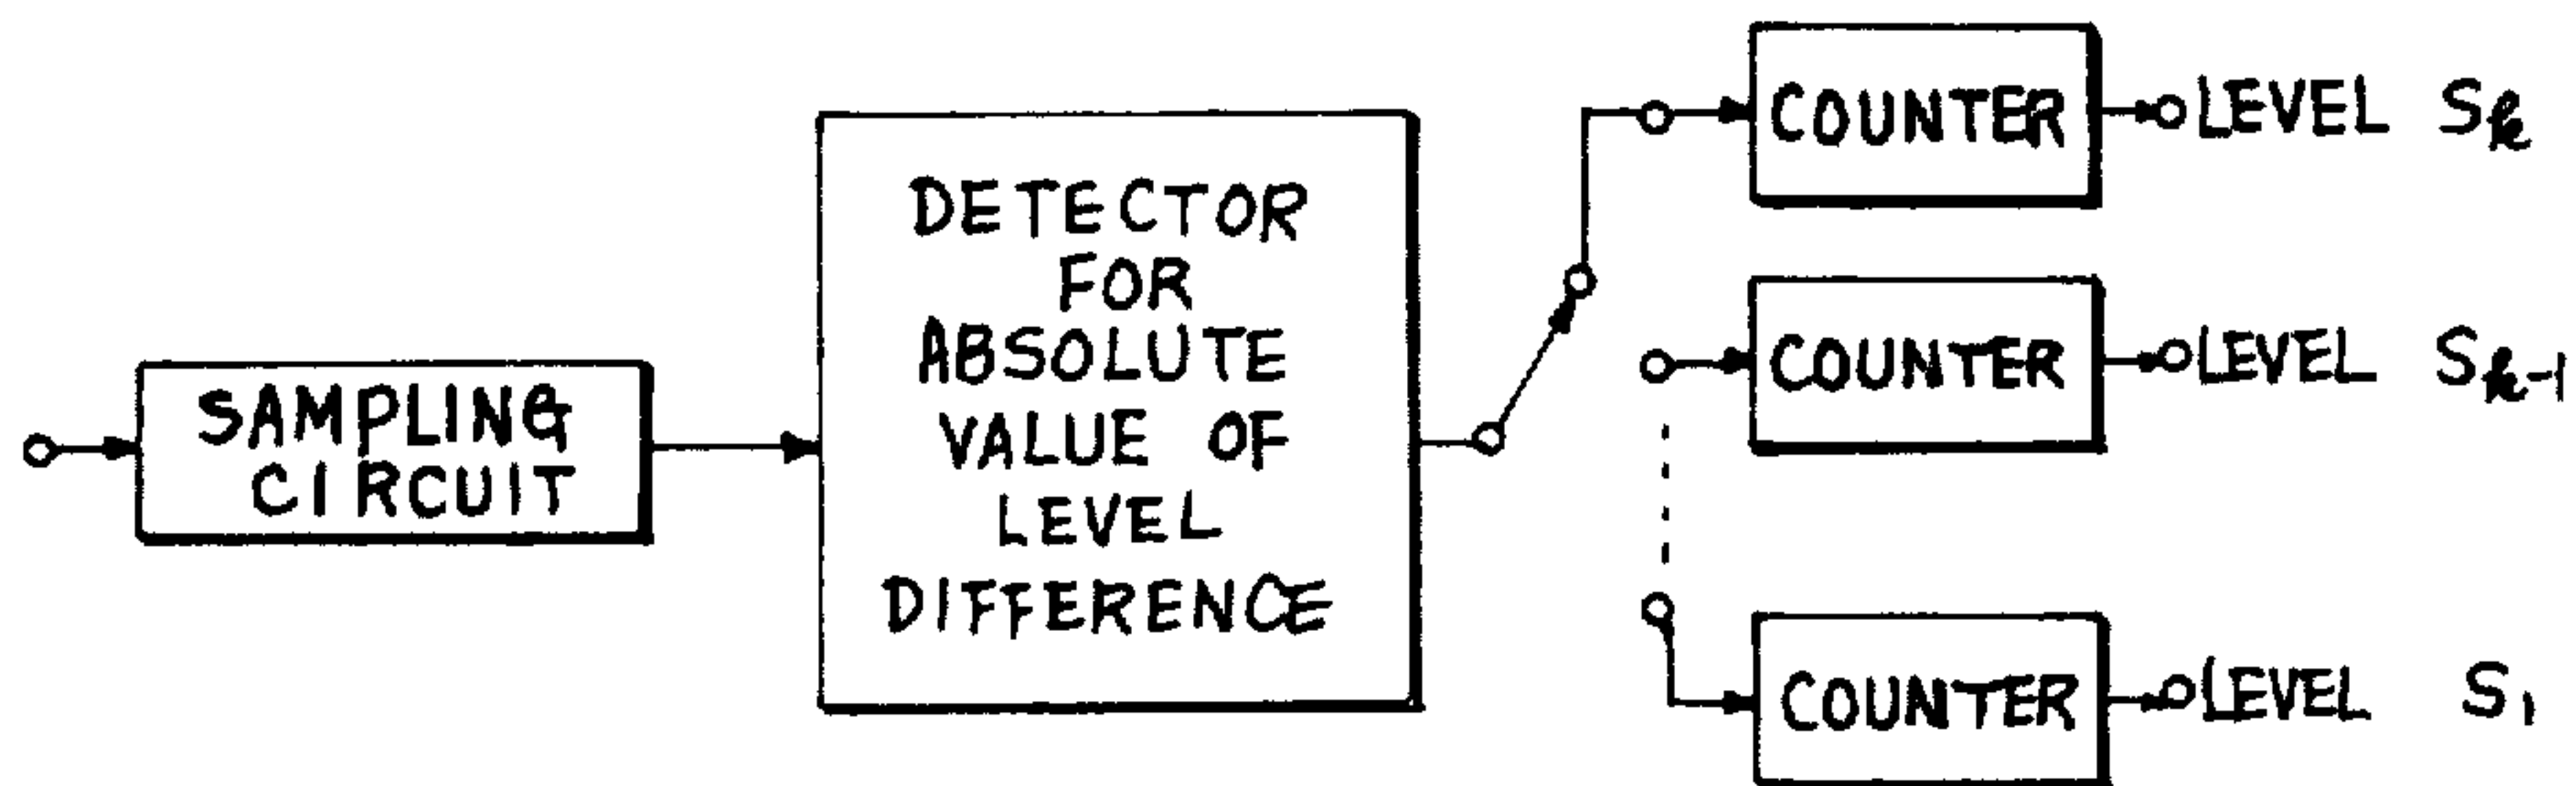 SAMPLING
CIRCUIT
DETECTOR
FOR
ABSOLUTE
VALUE OF
LEVEL
DIFFERENCE
COUNTER
LEVEL Sk
COUNTER
LEVEL Sk-1
COUNTER
LEVEL S1